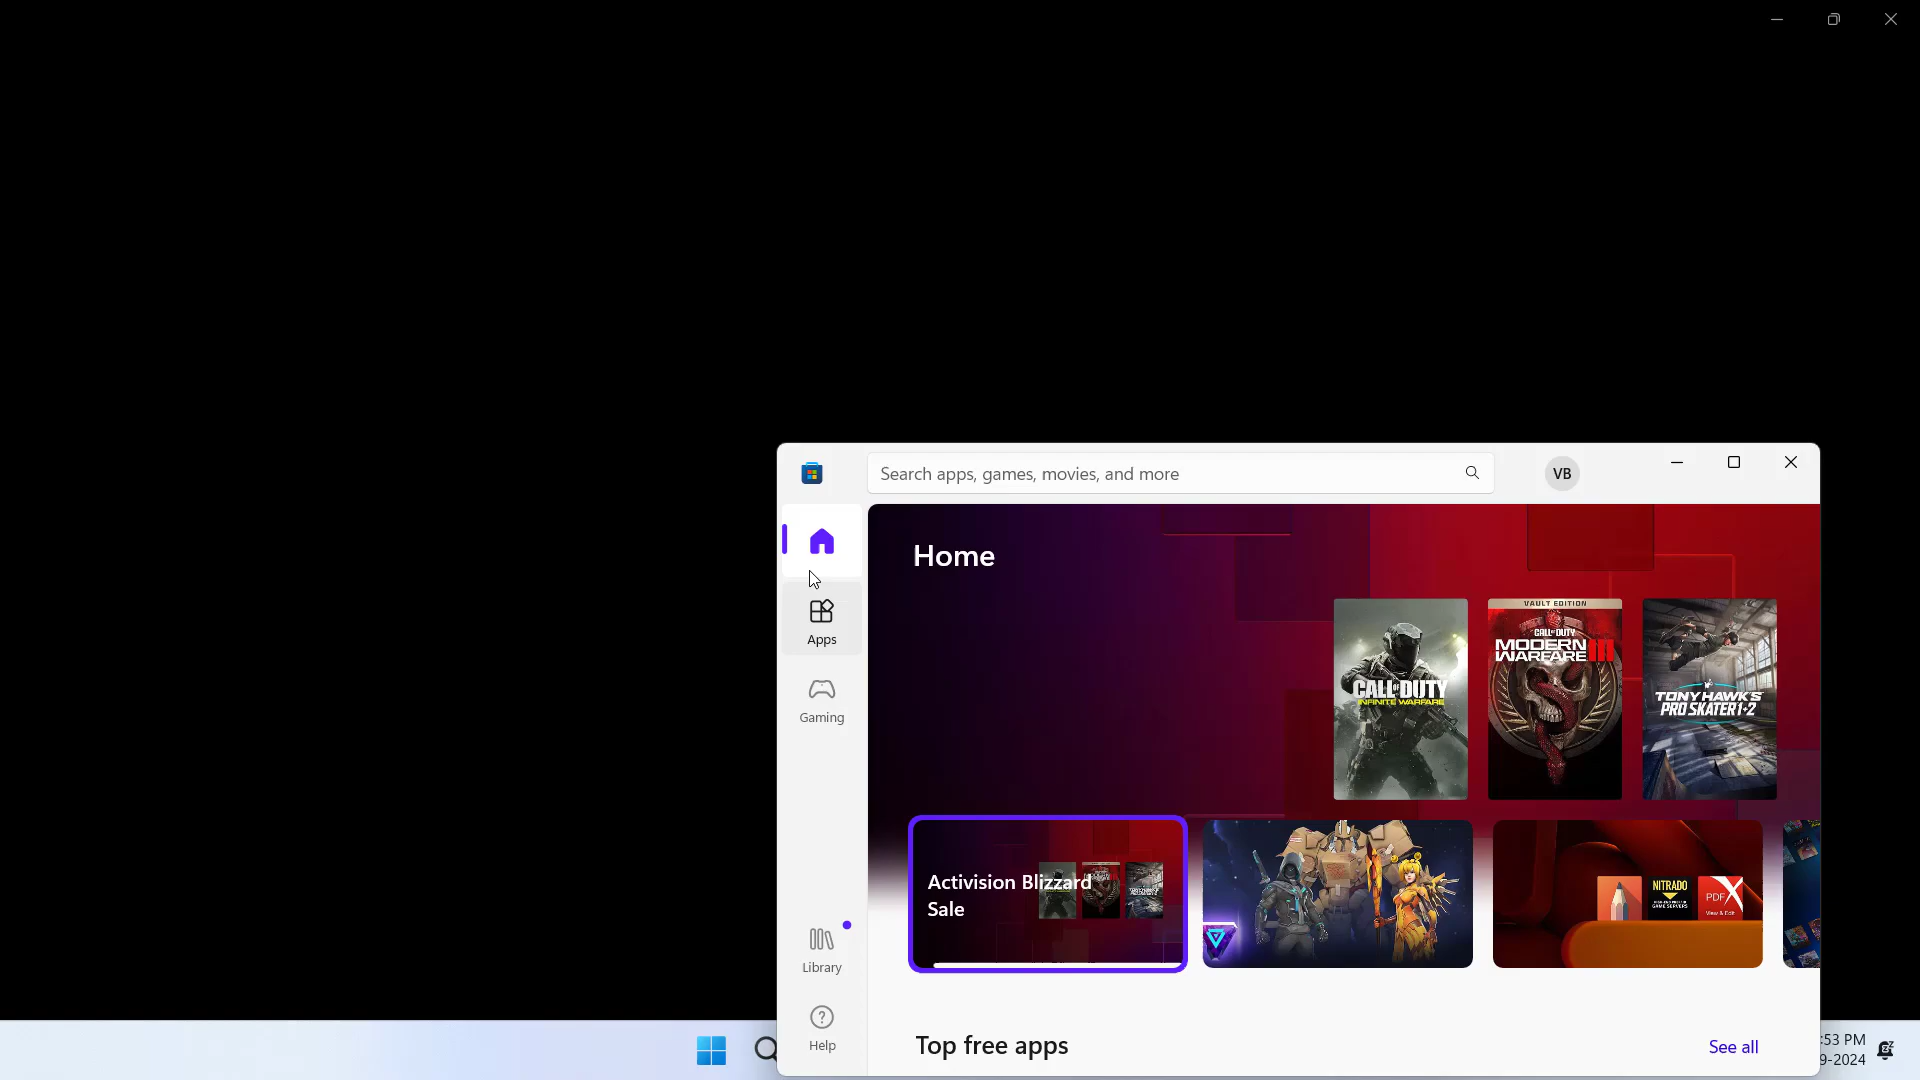 Search apps, games, movies, and more
VB
Home
Apps
Gaming
CALL OF DUTY
INFINITE WARFARE
VAULT EDITION
CALL OF DUTY
MODERN
WARFARE III
TONY HAWK'S
PRO SKATER 1+2
Activision Blizzard
Sale
NITRADO
PDF
View & Edit
Library
Help
Top free apps
See all
:53 PM
9-2024